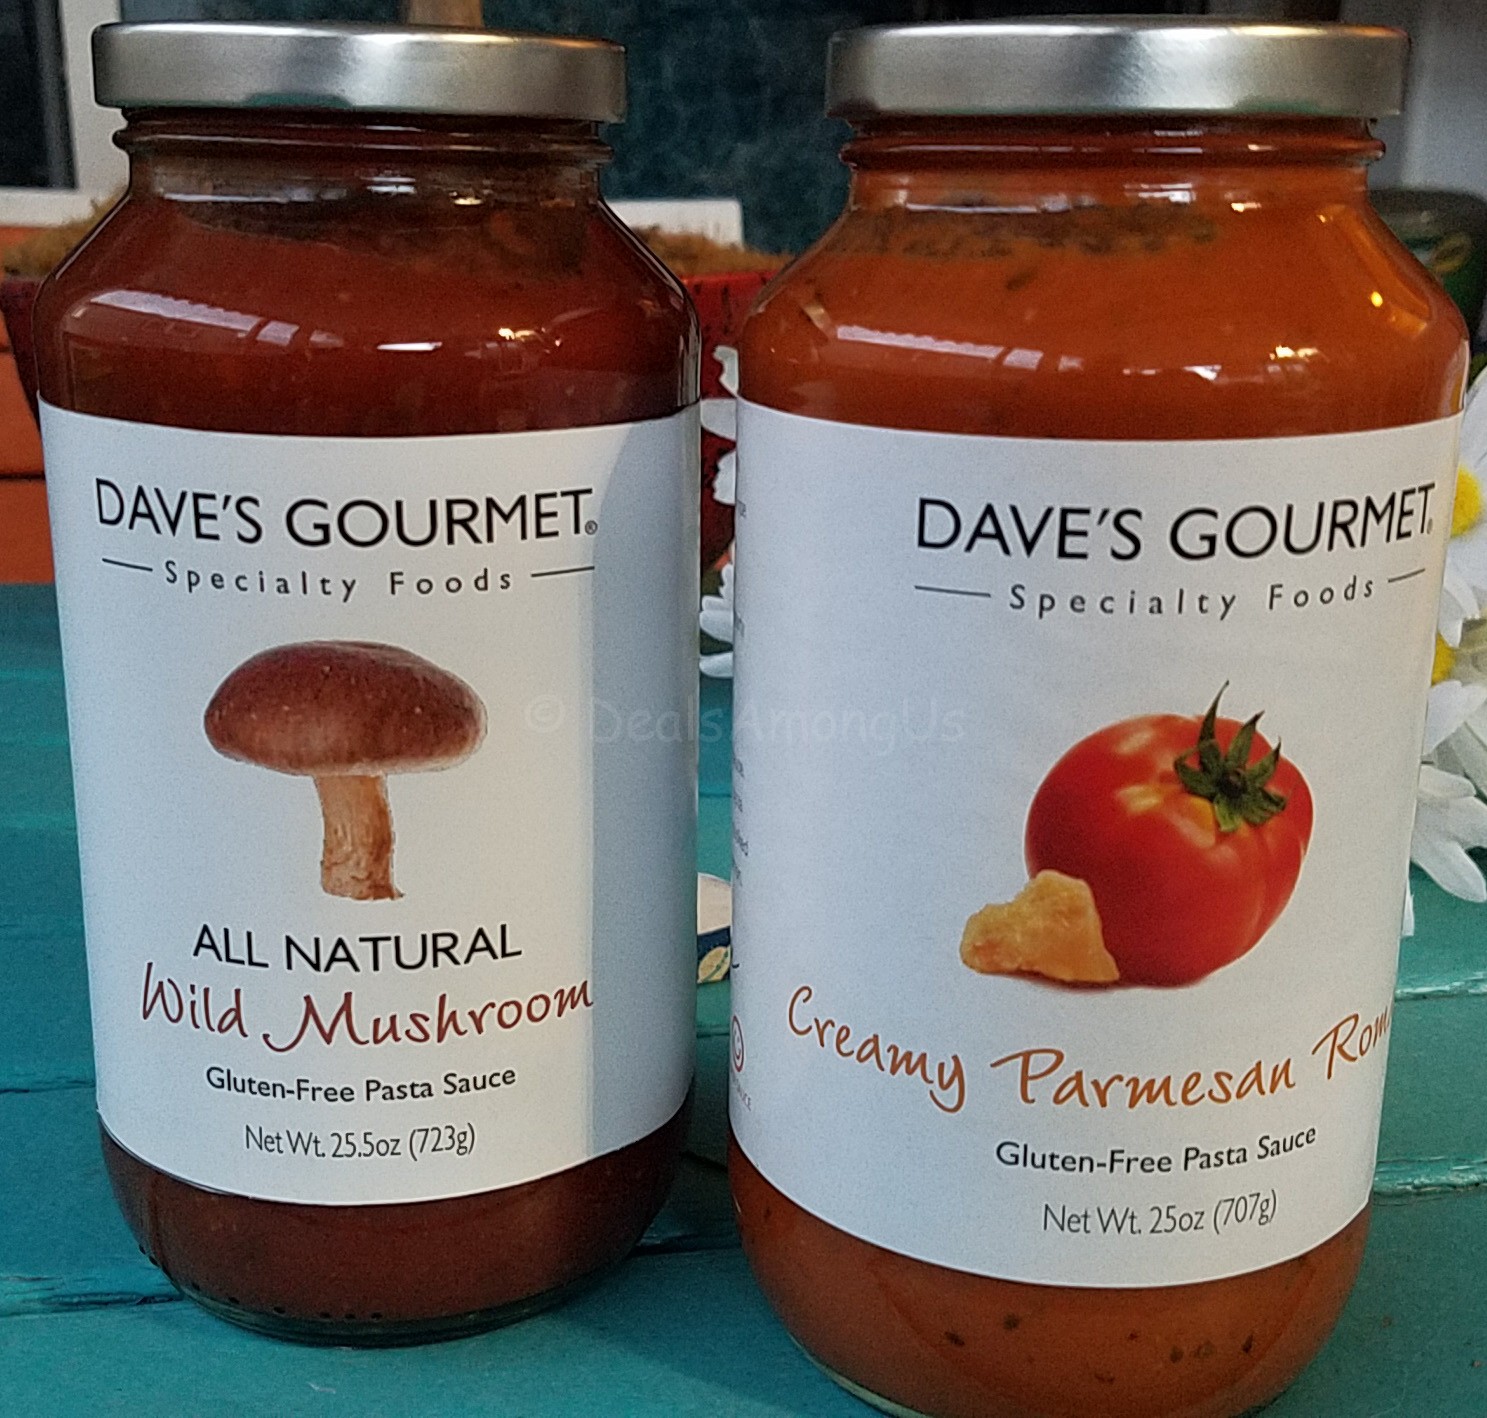 DAVE'S GOURMET®
Specialty Foods
ALL NATURAL
Wild Mushroom
Gluten-Free Pasta Sauce
Net Wt. 25.5oz (723g)
DAVE'S GOURMET®
Specialty Foods
Creamy Parmesan
Gluten-Free Pasta Sauce
Net Wt. 25oz (707g)
© DealsAmongUs